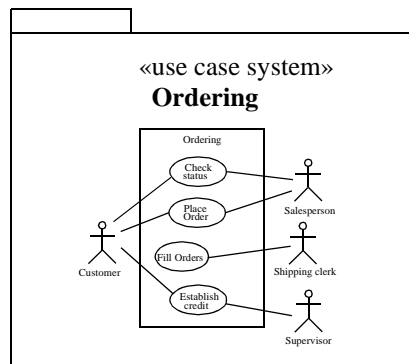 «use case system»
Ordering
Ordering
Check
status
Place
Order
Salesperson
Customer
Fill Orders
Shipping clerk
Establish
credit
Supervisor